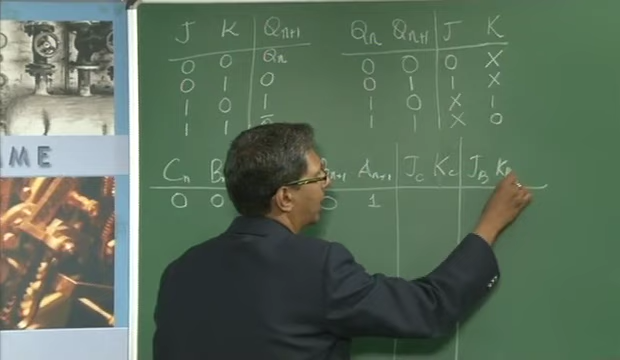 J K Qn+1
0 0 Qn
0 1 0
1 0 1
1 1
Qn Qn+1 J K
0 0 0 X
0 1 1 X
1 0 X 1
1 1 X 0
Cn An+1 Jc Kc JB
0 0 0 1
ME